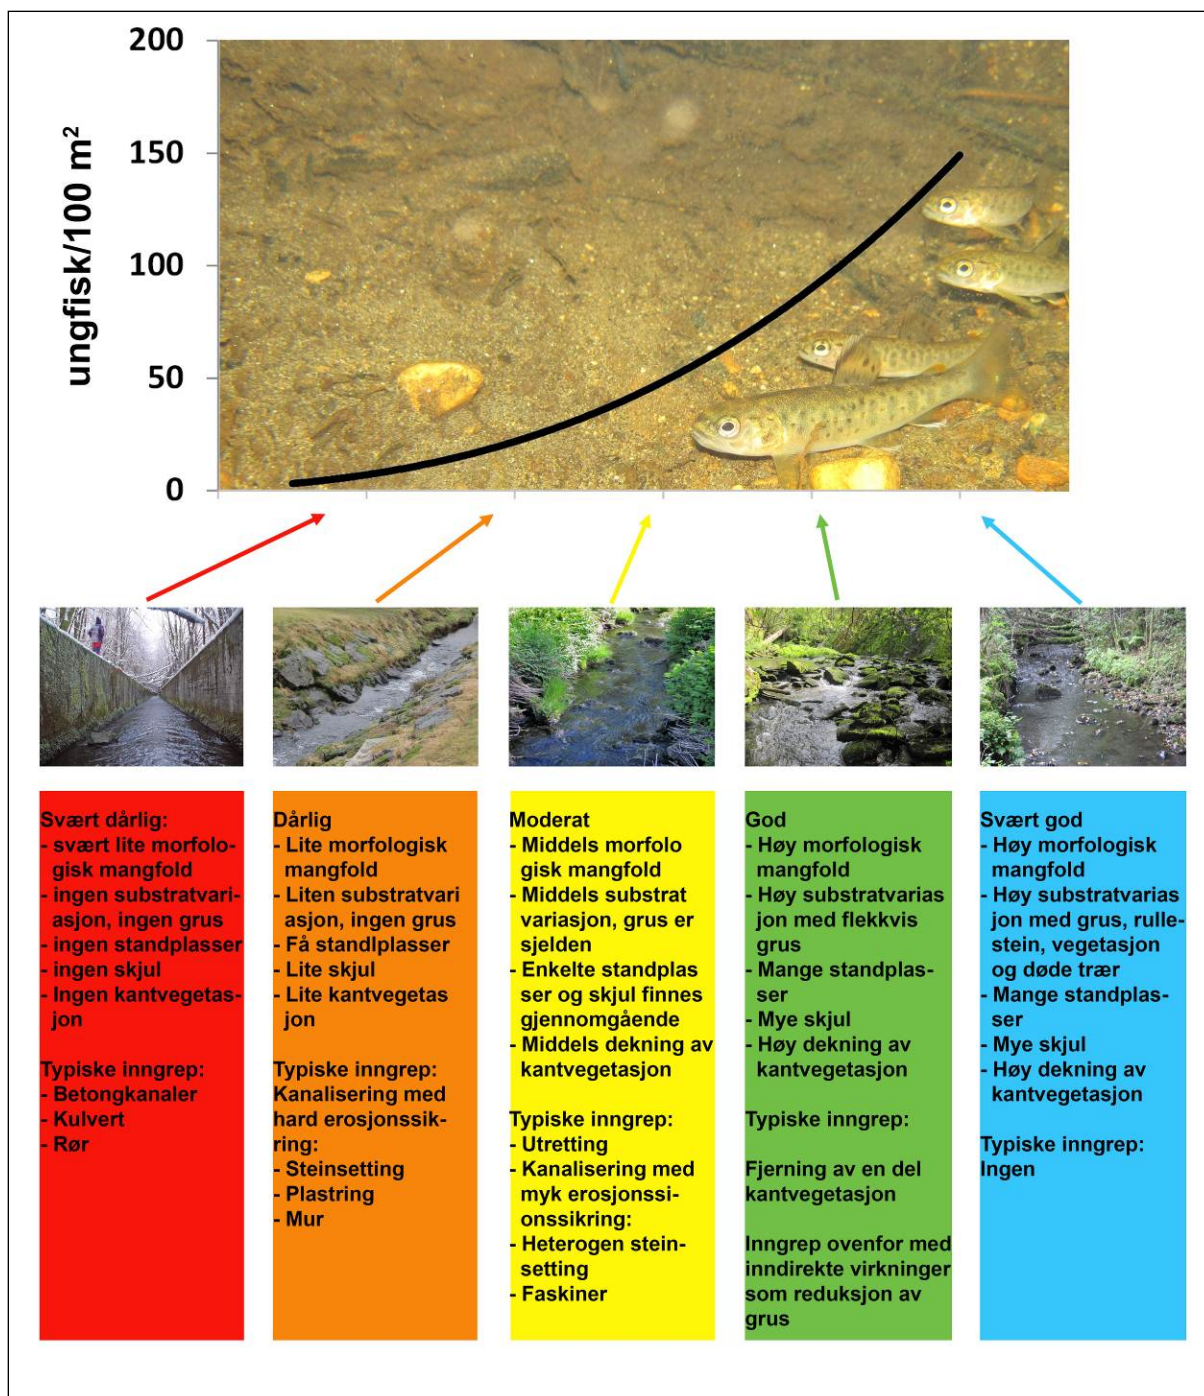 200
150
100
50
0
ungfisk/100 m²
Svært dårlig:
- svært lite morfolo-
gisk mangfold
- ingen substratvari-
asjon, ingen grus
- ingen standplasser
- ingen skjul
- Ingen kantvegetas-
jon
Typiske inngrep:
- Betongkanaler
- Kulvert
- Rør
Dårlig
- Lite morfologisk
mangfold
- Liten substratvari
asjon, ingen grus
- Få standlplasser
- Lite skjul
- Lite kantvegetas
jon
Typiske inngrep:
Kanalisering med
hard erosjonssik-
ring:
- Steinsetting
- Plastring
- Mur
Moderat
- Middels morfolo
gisk mangfold
- Middels substrat
variasjon, grus er
sjelden
- Enkelte standplas
ser og skjul finnes
gjennomgående
- Middels dekning av
kantvegetasjon
Typiske inngrep:
- Utretting
- Kanalisering med
myk erosjonssi-
onssikring:
- Heterogen stein-
setting
- Faskiner
God
- Høy morfologisk
mangfold
- Høy substratvarias
jon med flekkvis
grus
- Mange standplas-
ser
- Mye skjul
- Høy dekning av
kantvegetasjon
Typiske inngrep:
Fjerning av en del
kantvegetasjon
Inngrep ovenfor med
inndirekte virkninger
som reduksjon av
grus
Svært god
- Høy morfologisk
mangfold
- Høy substratvarias
jon med grus, rulle-
stein, vegetasjon
og døde trær
- Mange standplas-
ser
- Mye skjul
- Høy dekning av
kantvegetasjon
Typiske inngrep:
Ingen